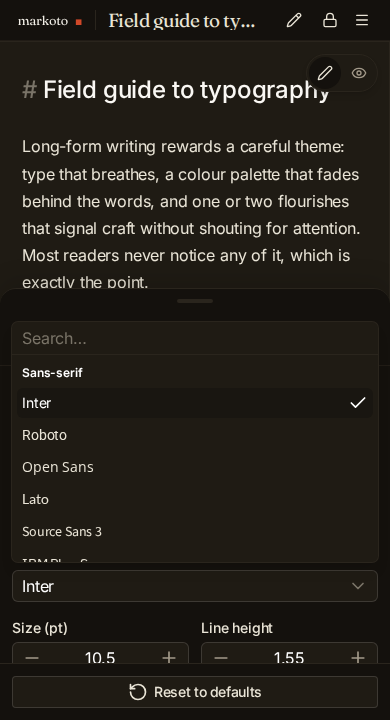 markoto
Field guide to ty...
# Field guide to typography
Long-form writing rewards a careful theme:
type that breathes, a colour palette that fades
behind the words, and one or two flourishes
that signal craft without shouting for attention.
Most readers never notice any of it, which is
exactly the point.
Search...
Sans-serif
Inter
Roboto
Open Sans
Lato
Source Sans 3
Inter
Size (pt)
Line height
10.5
1.55
Reset to defaults